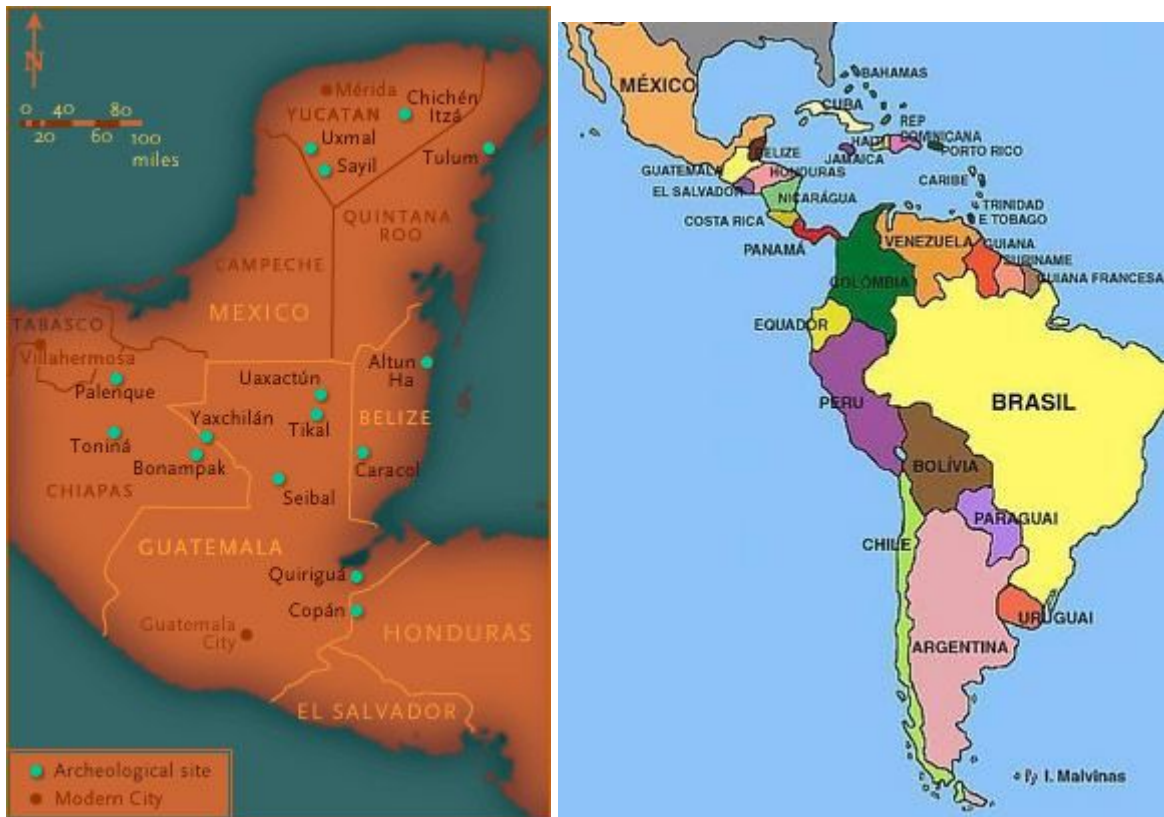 N
0 40 80
20 60 100
miles
Mérida
YUCATAN
Chichén
Itzá
Uxmal
Sayil
Tulum
QUINTANA
ROO
CAMPECHE
MEXICO
TABASCO
Villahermosa
Palenque
Uaxactún
Altun
Ha
Yaxchilán
Tikal
BELIZE
Toniná
Bonampak
Caracol
CHIAPAS
Seibal
GUATEMALA
Quiriguá
Copán
Guatemala
City
HONDURAS
EL SALVADOR
Archeological site
Modern City
MÉXICO
BAHAMAS
CUBA
REP
DOMINICANA
HAITI
PORTO RICO
BELIZE
JAMAICA
GUATEMALA
HONDURAS
EL SALVADOR
NICARÁGUA
CARIBE
COSTA RICA
TRINIDAD
E TOBAGO
PANAMÁ
VENEZUELA
GUIANA
SURINAME
GUIANA FRANCESA
COLÔMBIA
EQUADOR
PERU
BRASIL
BOLÍVIA
PARAGUAI
CHILE
URUGUAI
ARGENTINA
I. Malvinas